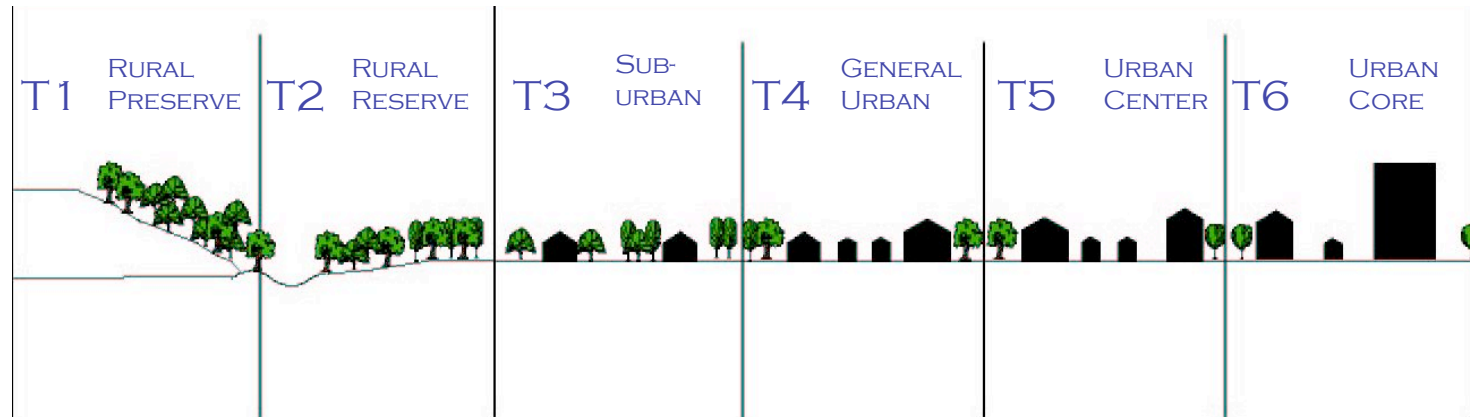 T1 RURAL
PRESERVE
T2 RURAL
RESERVE
T3 SUB-
URBAN
T4 GENERAL
URBAN
T5 URBAN
CENTER
T6 URBAN
CORE